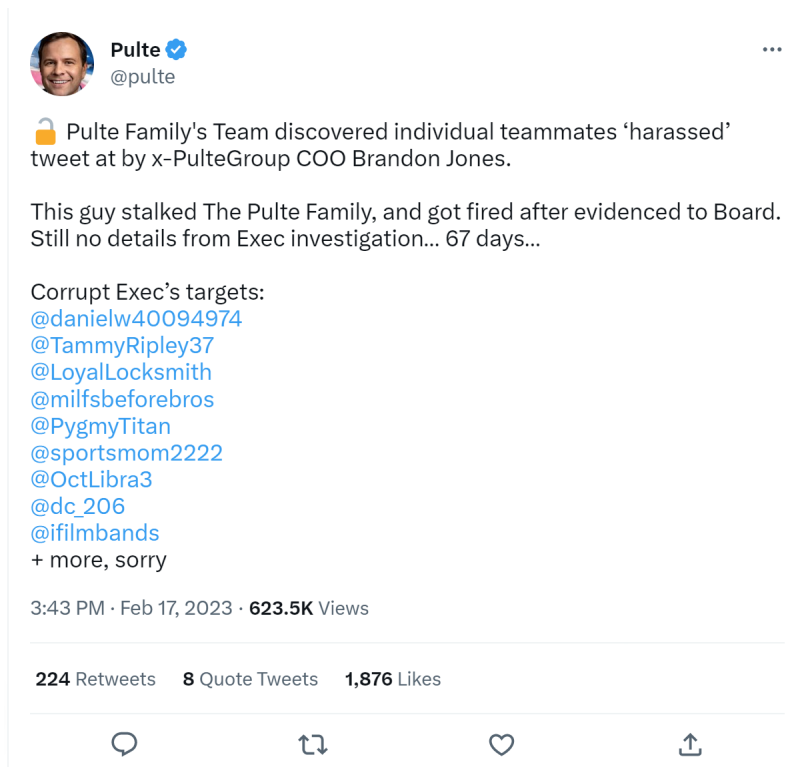 Pulte
@pulte
Pulte Family's Team discovered individual teammates ‘harassed’
tweet at by x-PulteGroup COO Brandon Jones.
This guy stalked The Pulte Family, and got fired after evidenced to Board.
Still no details from Exec investigation... 67 days...
Corrupt Exec’s targets:
@danielw40094974
@TammyRipley37
@LoyalLocksmith
@milfsbeforebros
@PygmyTitan
@sportsmom2222
@OctLibra3
@dc_206
@ifilmbands
+ more, sorry
3:43 PM · Feb 17, 2023 · 623.5K Views
224 Retweets 8 Quote Tweets 1,876 Likes